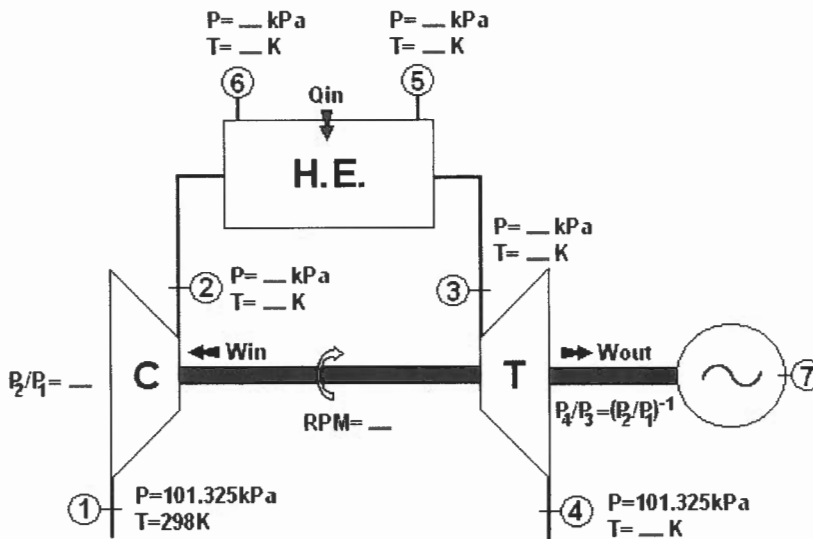 P= __ kPa
T= __ K
P= __ kPa
T= __ K
6
5
Qin
H.E.
P= __ kPa
T= __ K
2
P= __ kPa
T= __ K
3
Win
Wout
P2/P1= __
C
T
7
RPM= __
P4/P3=(P2/P1)-1
1
P=101.325kPa
T=298K
4
P=101.325kPa
T= __ K